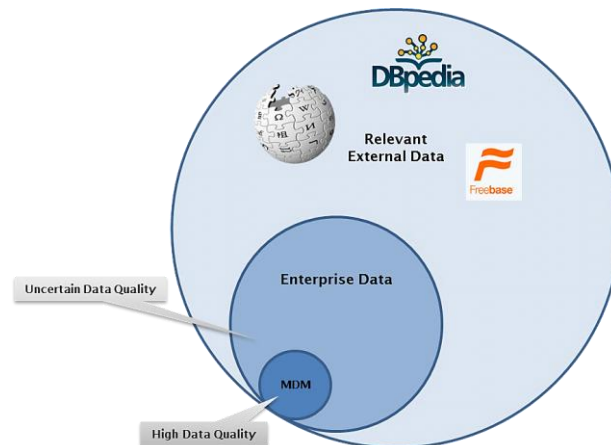 DBpedia
Relevant
External Data
Freebase
Enterprise Data
Uncertain Data Quality
MDM
High Data Quality